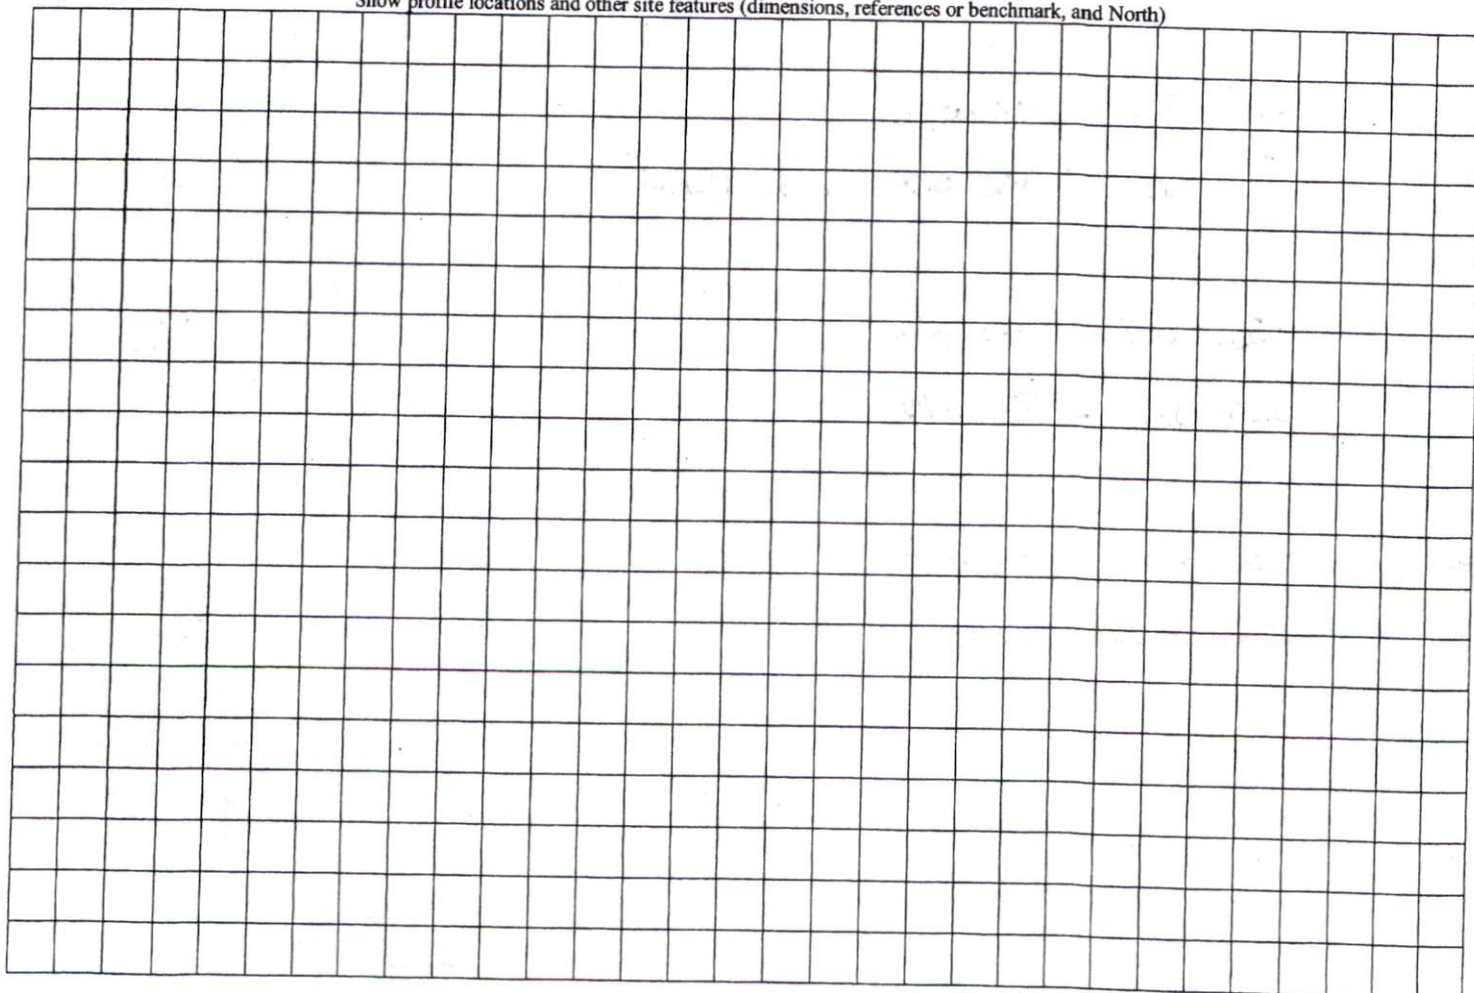 Show profile locations and other site features (dimensions, references or benchmark, and North)